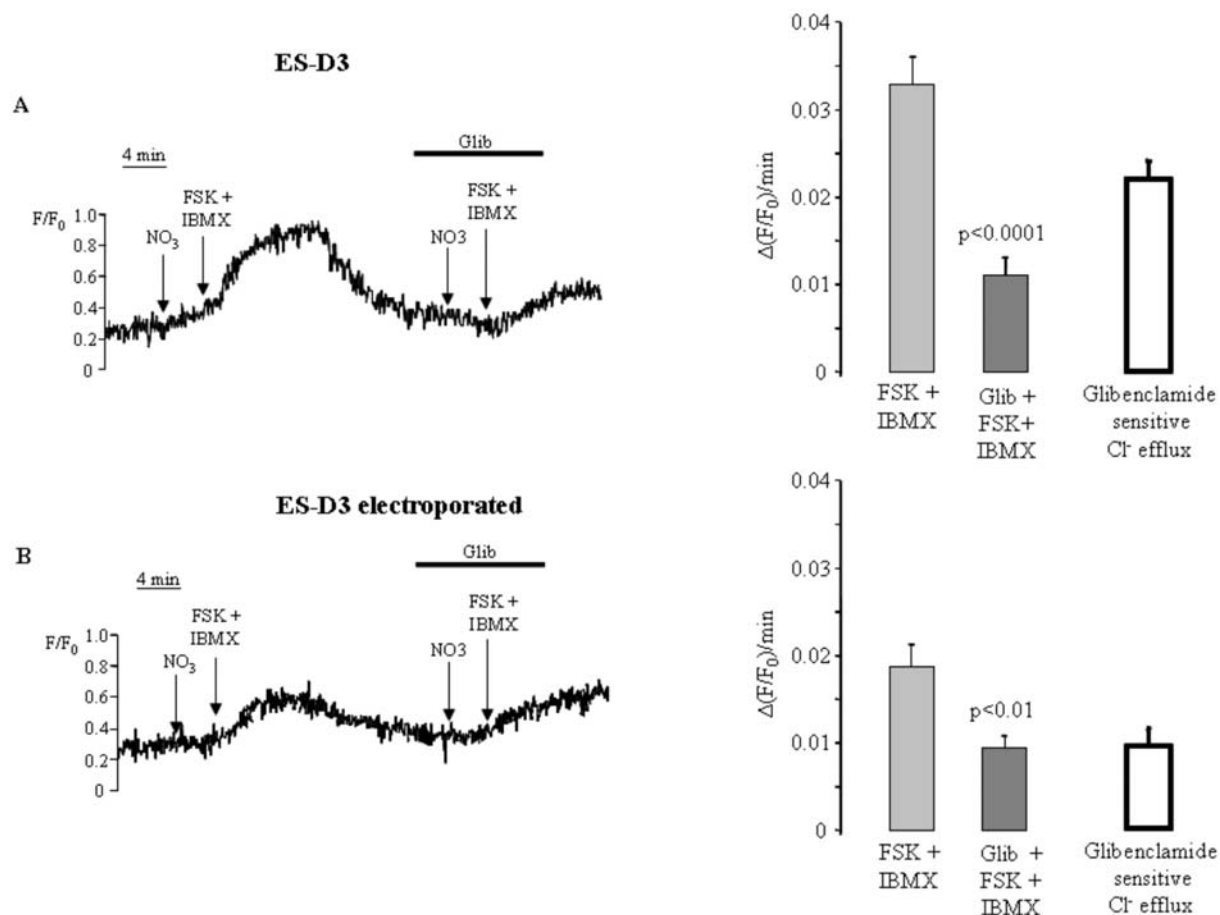 ES-D3
A
Glib
4 min
FSK +
IBMX
FSK +
IBMX
F/F0
NO3
NO3
1.0
0.8
0.6
0.4
0.2
0
Δ(F/F0)/min
0.04
0.03
0.02
0.01
0
p<0.0001
FSK +
IBMX
Glib +
FSK+
IBMX
Glibenclamide
sensitive
Cl- efflux
ES-D3 electroporated
B
Glib
4 min
FSK +
IBMX
FSK +
IBMX
F/F0
NO3
NO3
1.0
0.8
0.6
0.4
0.2
0
Δ(F/F0)/min
0.04
0.03
0.02
0.01
0
p<0.01
FSK +
IBMX
Glib +
FSK +
IBMX
Glibenclamide
sensitive
Cl- efflux